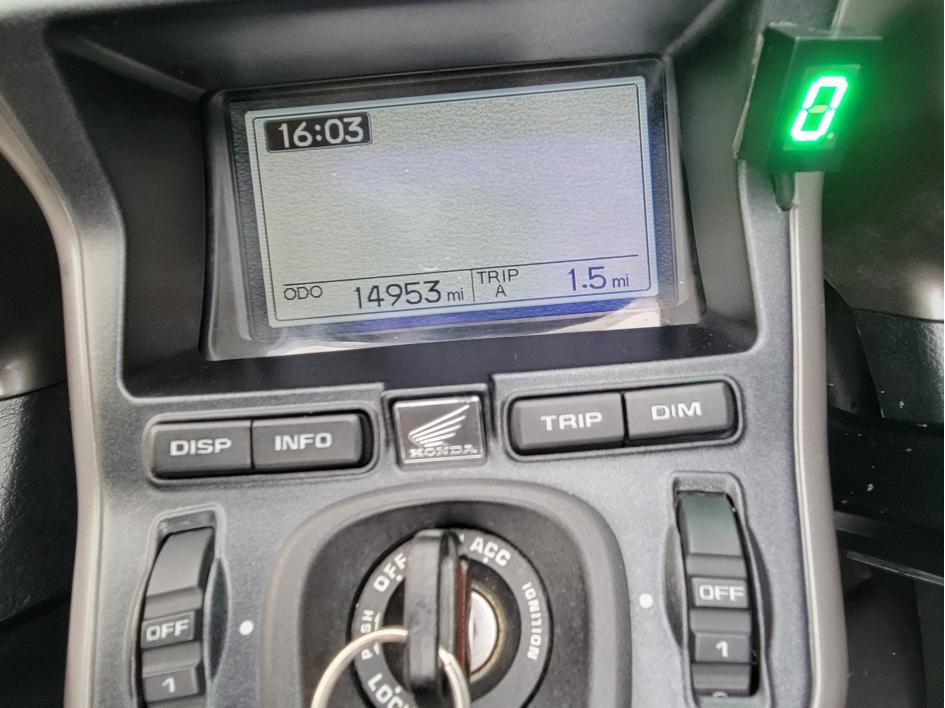 16:03
0
ODO 14953 mi
TRIP A 1.5 mi
DISP INFO
HONDA
TRIP DIM
OFF ACC
IGNITION
LOCK
OFF
1
OFF
1